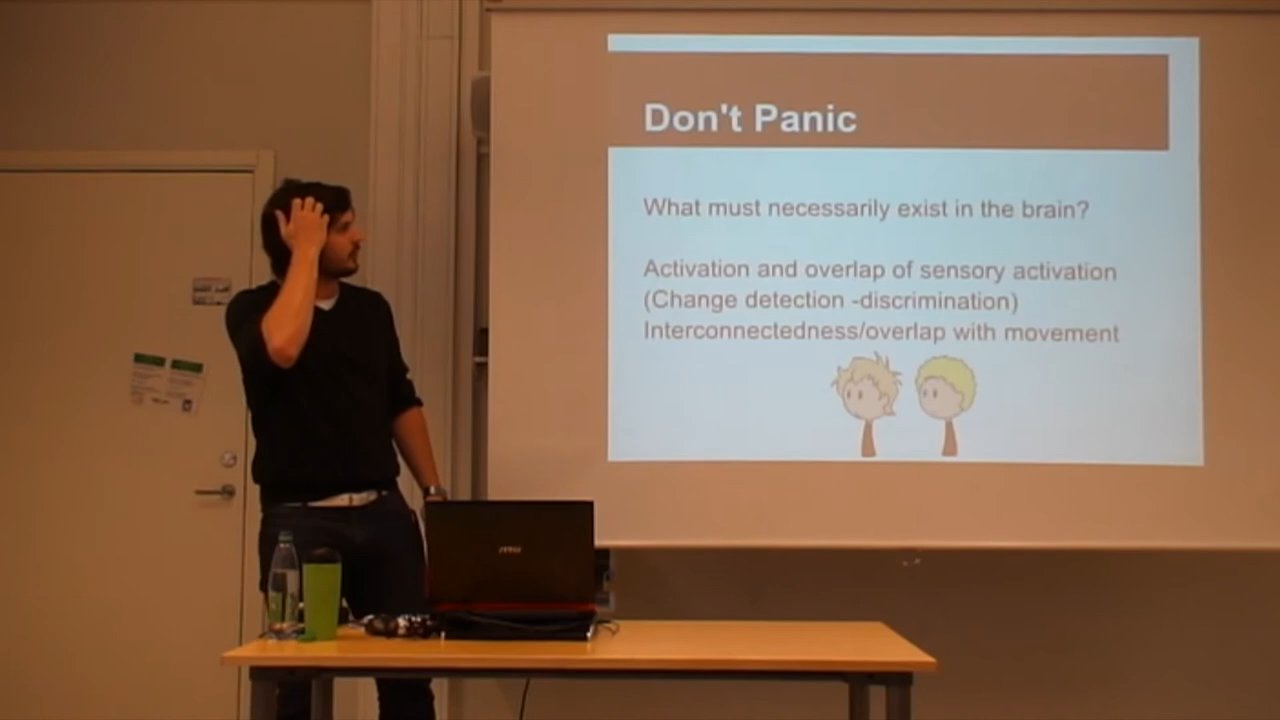 Don't Panic
What must necessarily exist in the brain?
Activation and overlap of sensory activation
(Change detection -discrimination)
Interconnectedness/overlap with movement
msi